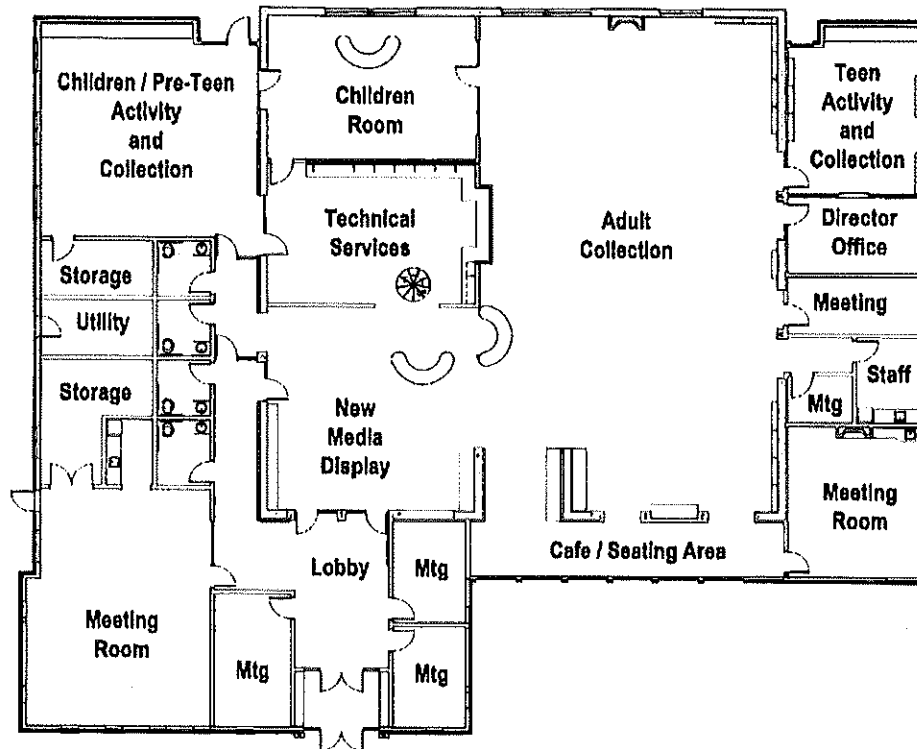 Children / Pre-Teen
Activity
and
Collection
Children
Room
Teen
Activity
and
Collection
Technical
Services
Adult
Collection
Director
Office
Storage
Utility
Meeting
Storage
Staff
Mtg
New
Media
Display
Meeting
Room
Cafe / Seating Area
Lobby
Mtg
Meeting
Room
Mtg
Mtg